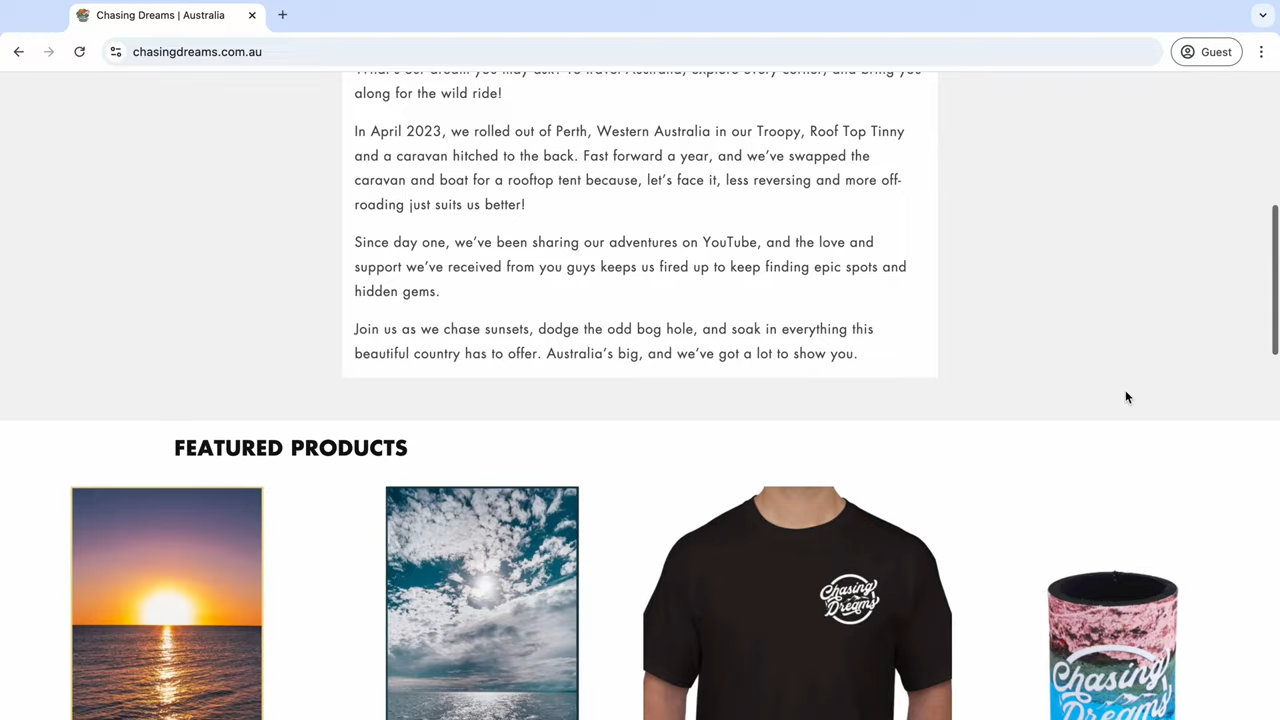 Chasing Dreams | Australia
chasingdreams.com.au
Guest
What's our dream you may ask? To travel Australia, explore every corner, and bring you
along for the wild ride!
In April 2023, we rolled out of Perth, Western Australia in our Troopy, Roof Top Tinny
and a caravan hitched to the back. Fast forward a year, and we've swapped the
caravan and boat for a rooftop tent because, let's face it, less reversing and more off-
roading just suits us better!
Since day one, we've been sharing our adventures on YouTube, and the love and
support we've received from you guys keeps us fired up to keep finding epic spots and
hidden gems.
Join us as we chase sunsets, dodge the odd bog hole, and soak in everything this
beautiful country has to offer. Australia's big, and we've got a lot to show you.
FEATURED PRODUCTS
Chasing
Dreams
Chasing
Dreams